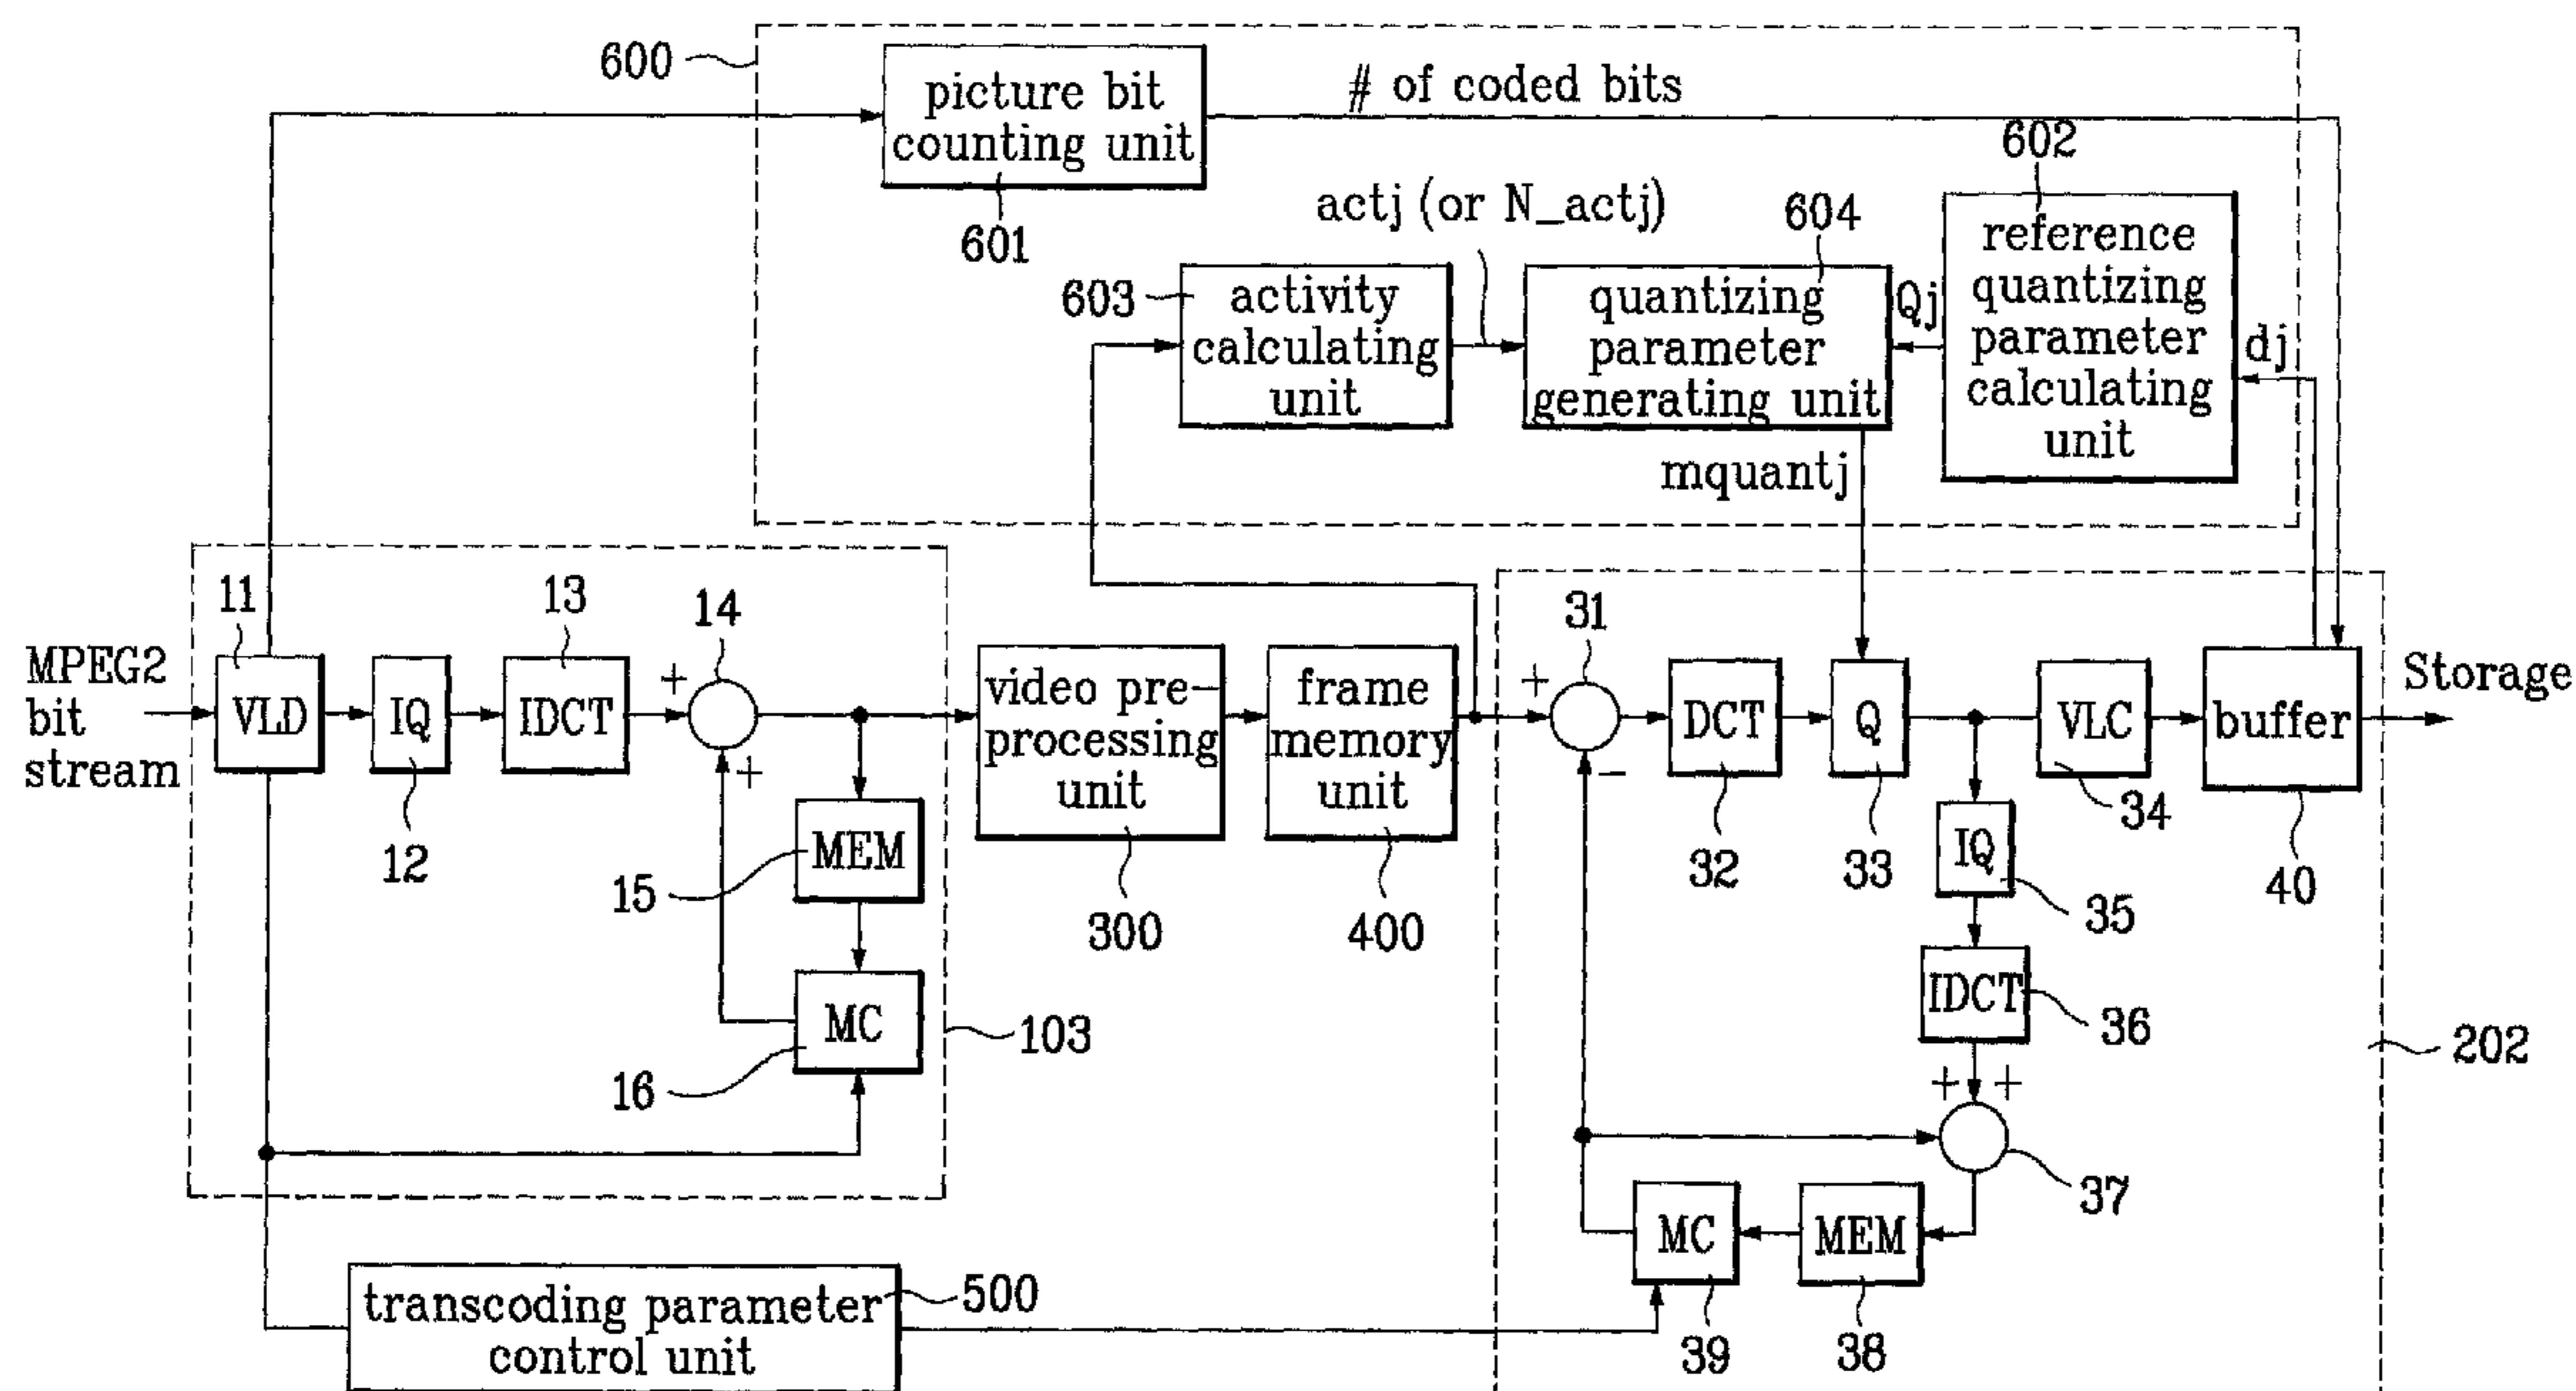 600
picture bit
counting unit
601
# of coded bits
602
reference
quantizing
parameter
calculating
unit
actj (or N_actj)
604
603
activity
calculating
unit
quantizing
parameter
generating unit
Qj
dj
mquantj
MPEG2
bit
stream
11
VLD
IQ
12
13
IDCT
14
+
+
MEM
15
MC
16
103
video pre-
processing
unit
300
frame
memory
unit
400
31
+
-
DCT
32
Q
33
VLC
34
buffer
40
Storage
IQ
35
IDCT
36
+ +
37
MC
39
MEM
38
202
transcoding parameter
control unit
500